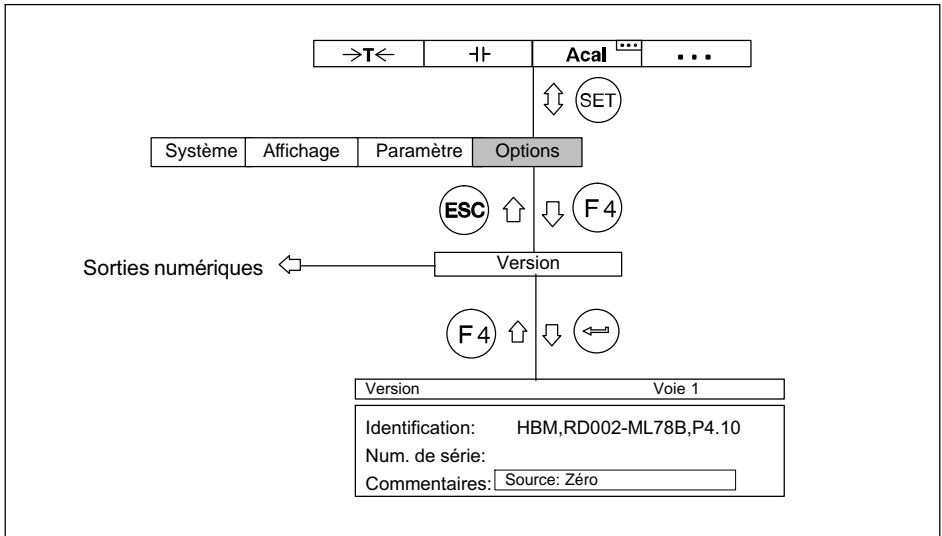 →T← ⊣⊢ Acal ... ...
SET
Système Affichage Paramètre Options
ESC F4
Sorties numériques Version
F4
Version Voie 1
Identification: HBM,RD002-ML78B,P4.10
Num. de série:
Commentaires: Source: Zéro